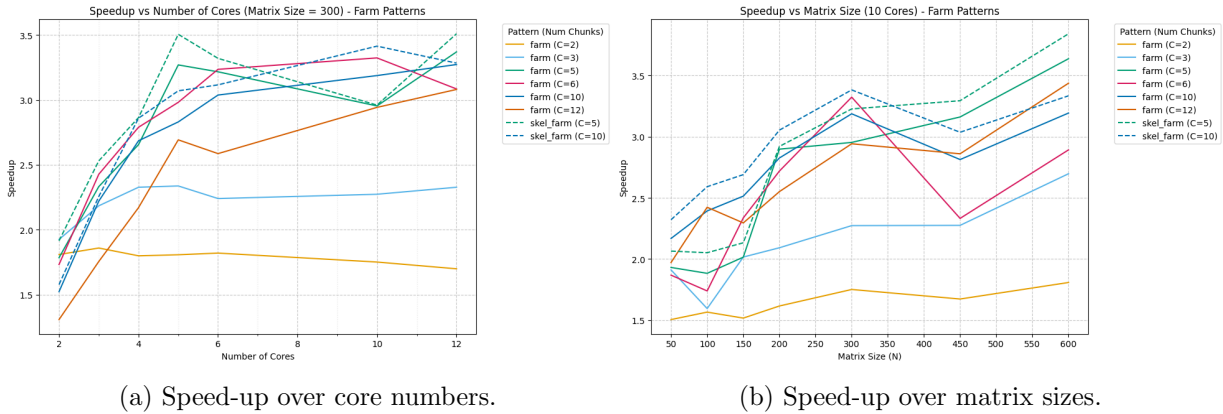 Speedup vs Number of Cores (Matrix Size = 300) - Farm Patterns
3.5
3.0
2.5
2.0
1.5
Speedup
2
4
6
8
10
12
Number of Cores
Pattern (Num Chunks)
farm (C=2)
farm (C=3)
farm (C=5)
farm (C=6)
farm (C=10)
farm (C=12)
skel_farm (C=5)
skel_farm (C=10)
(a) Speed-up over core numbers.
Speedup vs Matrix Size (10 Cores) - Farm Patterns
3.5
3.0
2.5
2.0
1.5
Speedup
50
100
150
200
250
300
350
400
450
500
550
600
Matrix Size (N)
Pattern (Num Chunks)
farm (C=2)
farm (C=3)
farm (C=5)
farm (C=6)
farm (C=10)
farm (C=12)
skel_farm (C=5)
skel_farm (C=10)
(b) Speed-up over matrix sizes.